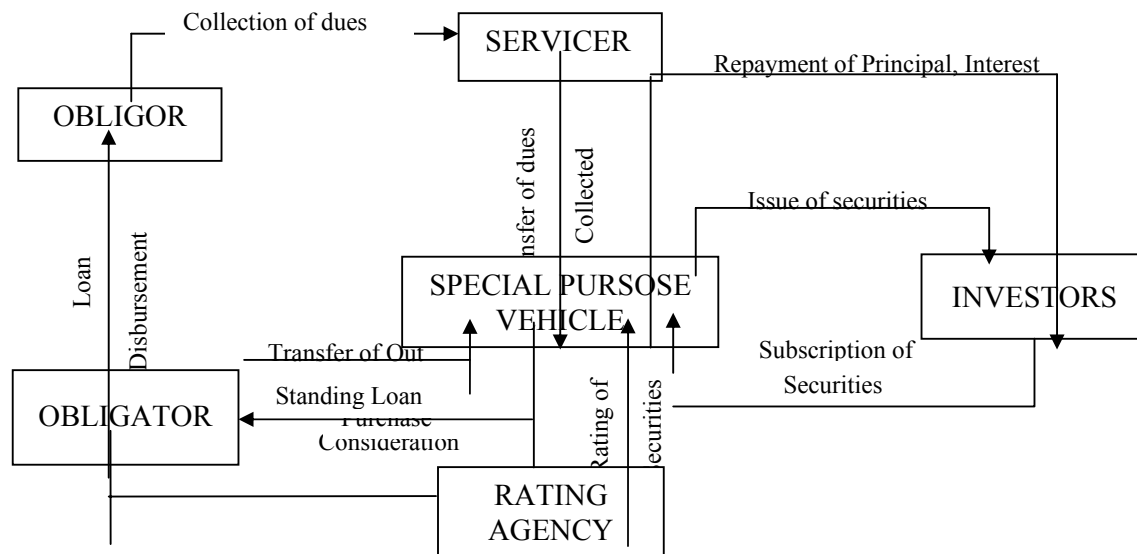 Collection of dues
SERVICER
Repayment of Principal, Interest
OBLIGOR
nsfer of dues
Collected
Issue of securities
Loan
Disbursement
SPECIAL PURSOSE
VEHICLE
INVESTORS
Transfer of Out
Standing Loan
Subscription of
Securities
OBLIGATOR
Purchase
Consideration
Rating of
Securities
RATING
AGENCY